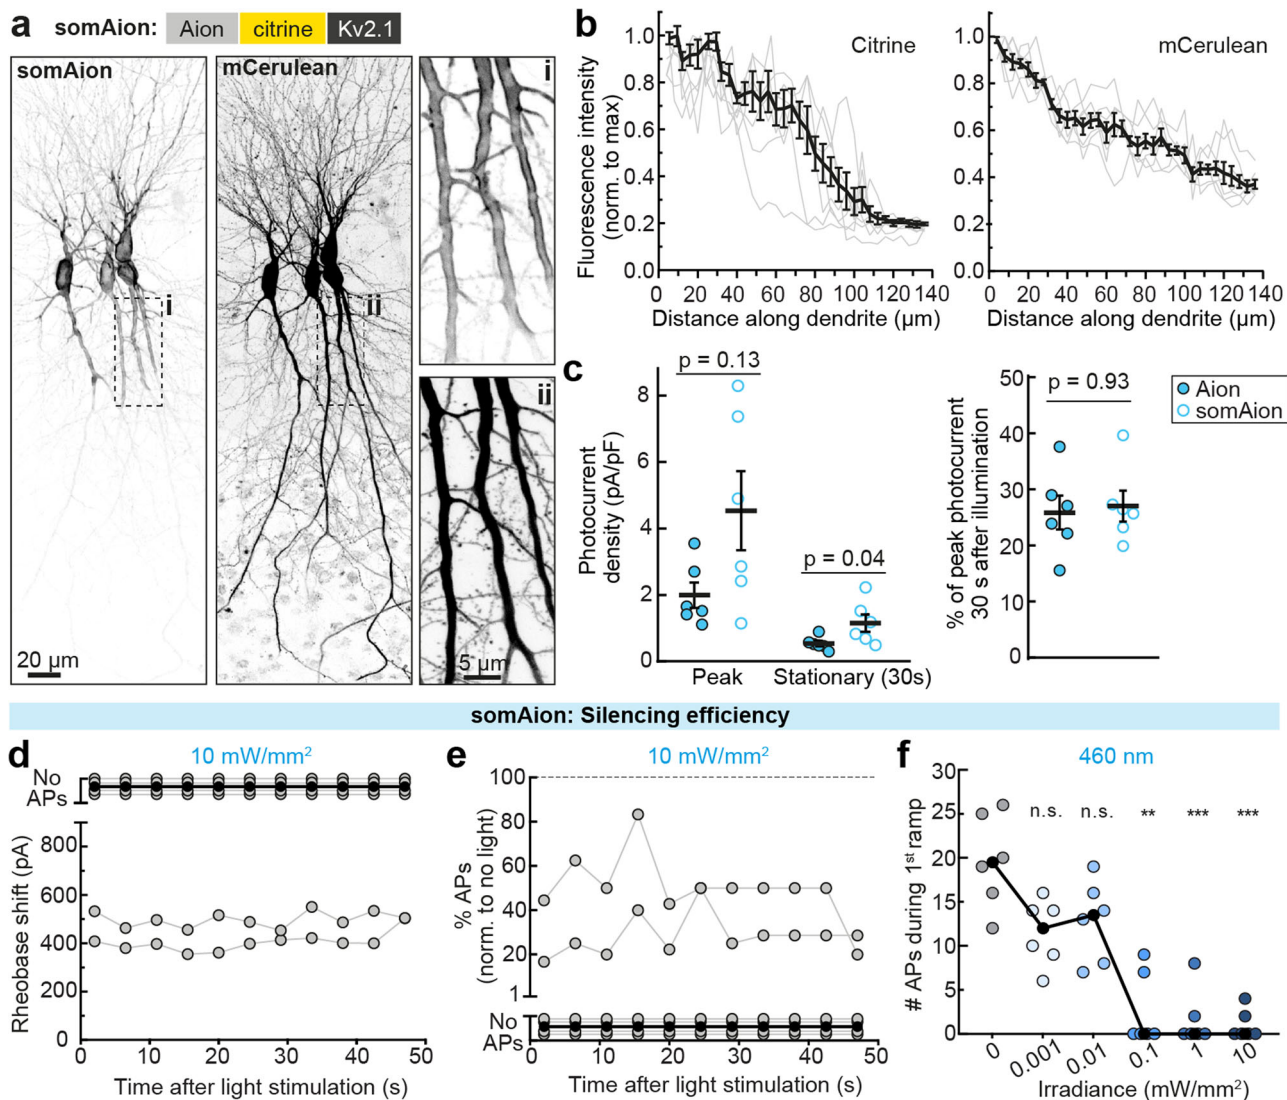 a
somAion: Aion citrine Kv2.1
somAion
mCerulean
i
ii
i
ii
20 µm
5 µm
b
Citrine
Fluorescence intensity
(norm. to max)
1.0
0.8
0.6
0.4
0.2
0.0
0 20 40 60 80 100 120 140
Distance along dendrite (µm)
mCerulean
1.0
0.8
0.6
0.4
0.2
0.0
0 20 40 60 80 100 120 140
Distance along dendrite (µm)
c
Photocurrent
density (pA/pF)
8
6
4
2
0
p = 0.13
p = 0.04
Peak
Stationary (30s)
% of peak photocurrent
30 s after illumination
50
40
30
20
10
0
p = 0.93
Aion
somAion
somAion: Silencing efficiency
d
10 mW/mm²
No
APs
Rheobase shift (pA)
800
600
400
200
0
0 10 20 30 40 50
Time after light stimulation (s)
e
10 mW/mm²
% APs
(norm. to no light)
100
80
60
40
20
1
No
APs
0 10 20 30 40 50
Time after light stimulation (s)
f
460 nm
# APs during 1st ramp
30
25
20
15
10
5
0
n.s. n.s. ** *** ***
0 0.001 0.01 0.1 1 10
Irradiance (mW/mm²)